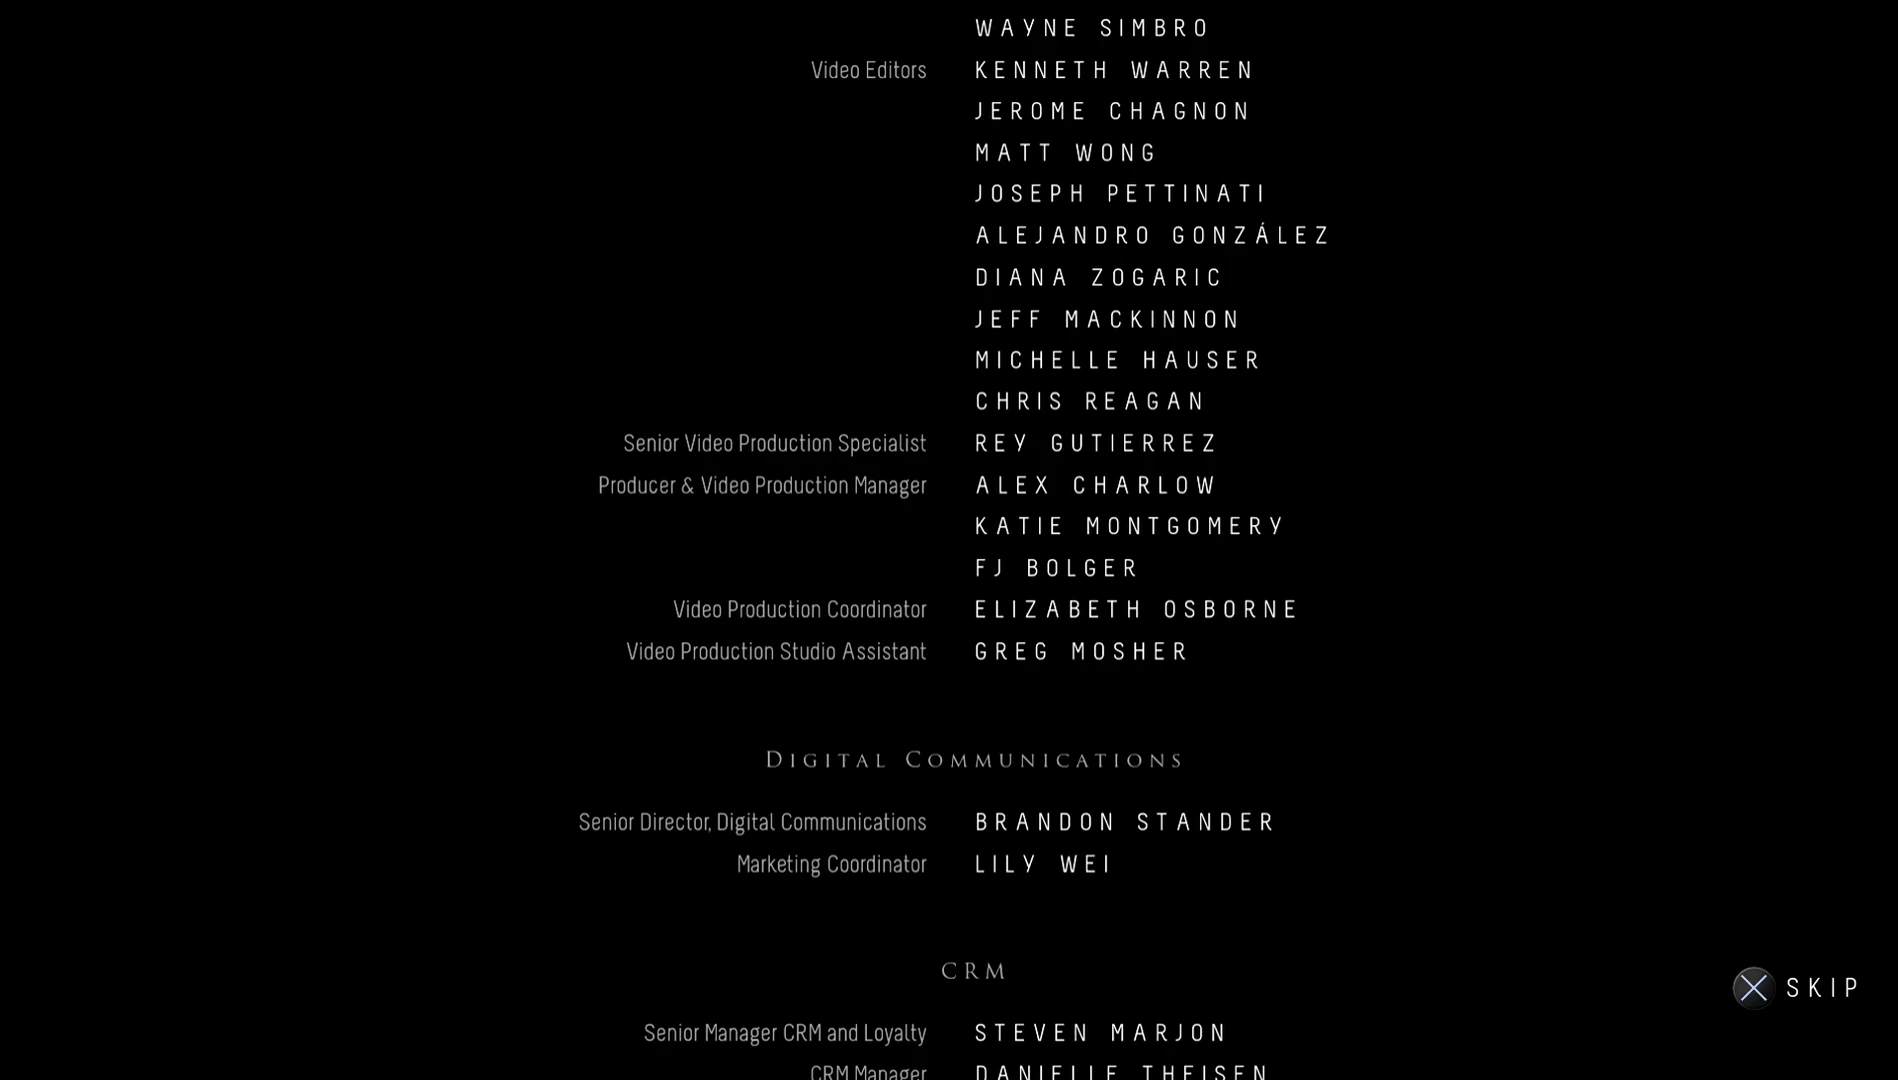 WAYNE SIMBRO
Video Editors KENNETH WARREN
JEROME CHAGNON
MATT WONG
JOSEPH PETTINATI
ALEJANDRO GONZÁLEZ
DIANA ZOGARIC
JEFF MACKINNON
MICHELLE HAUSER
CHRIS REAGAN
Senior Video Production Specialist REY GUTIERREZ
Producer & Video Production Manager ALEX CHARLOW
KATIE MONTGOMERY
FJ BOLGER
Video Production Coordinator ELIZABETH OSBORNE
Video Production Studio Assistant GREG MOSHER
DIGITAL COMMUNICATIONS
Senior Director, Digital Communications BRANDON STANDER
Marketing Coordinator LILY WEI
CRM
SKIP
Senior Manager CRM and Loyalty STEVEN MARJON
CRM Manager DANIELLE THEISEN